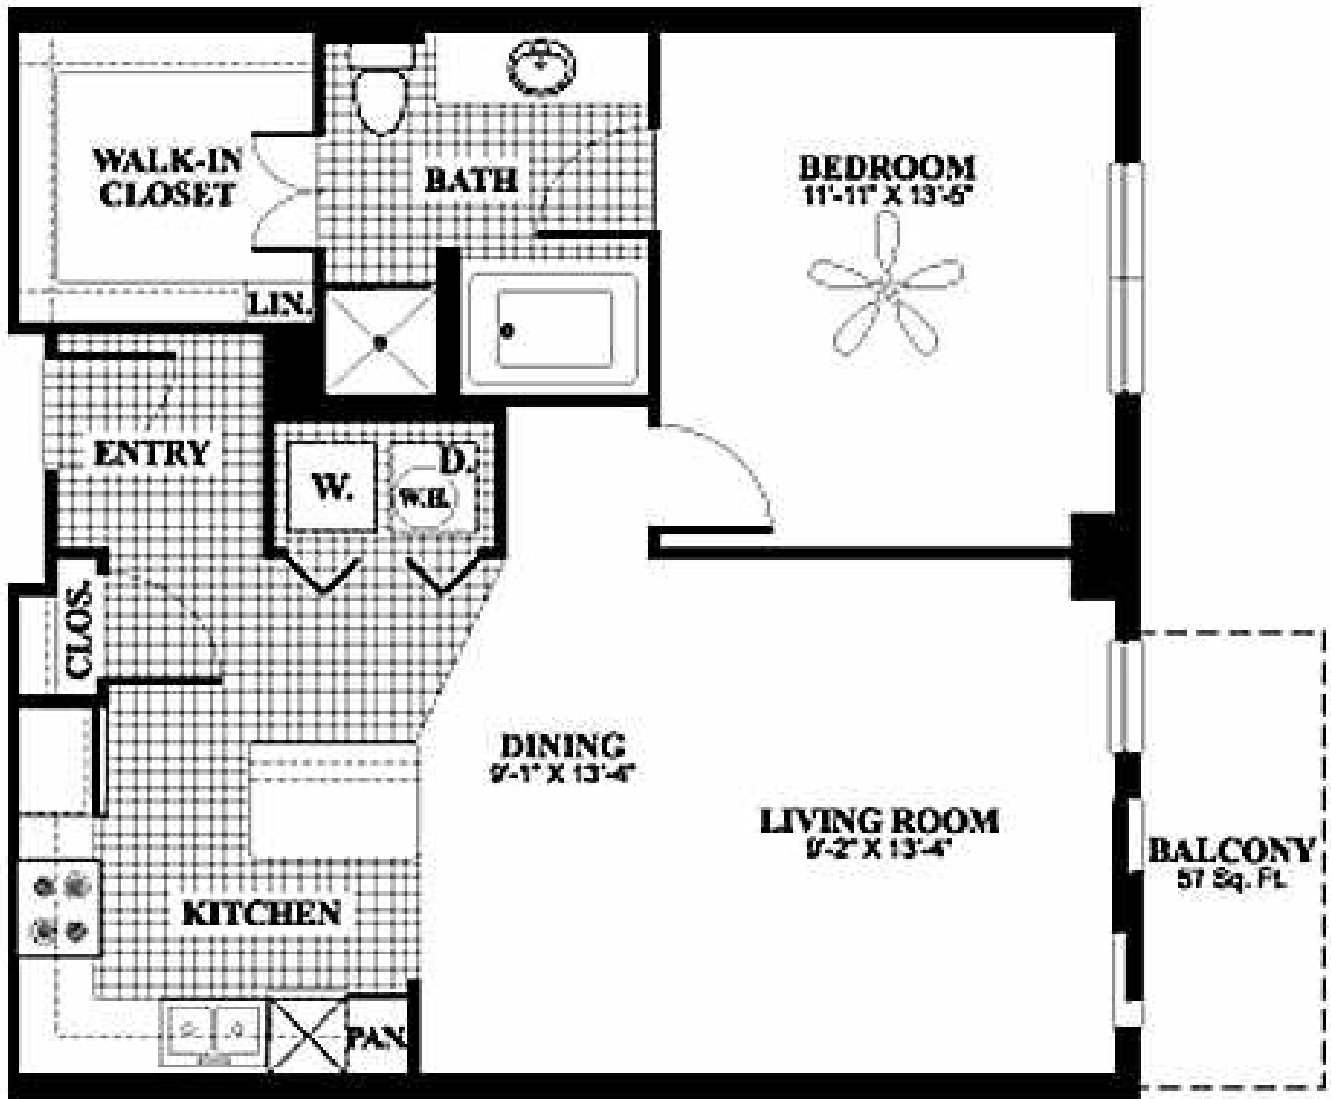 WALK-IN
CLOSET
BATH
BEDROOM
11'-11" X 13'-5"
LIN.
ENTRY
W.
D.
W.H.
CLOS.
DINING
9'-1" X 13'-4"
LIVING ROOM
9'-2" X 13'-4"
BALCONY
57 Sq. Ft.
KITCHEN
PAN.